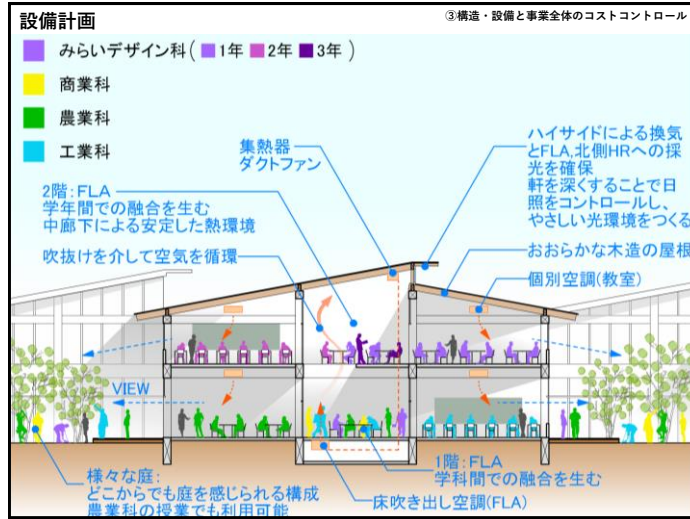 設備計画
③構造・設備と事業全体のコストコントロール
みらいデザイン科(■1年■2年■3年)
商業科
農業科
工業科
集熱器
ダクトファン
ハイサイドによる換気
とFLA,北側HRへの採
光を確保
軒を深くすることで日
照をコントロールし、
やさしい光環境をつくる
2階:FLA
学年間での融合を生む
中廊下による安定した熱環境
吹抜けを介して空気を循環
おおらかな木造の屋根
個別空調(教室)
VIEW
様々な庭:
どこからでも庭を感じられる構成
農業科の授業でも利用可能
1階:FLA
学科間での融合を生む
床吹き出し空調(FLA)